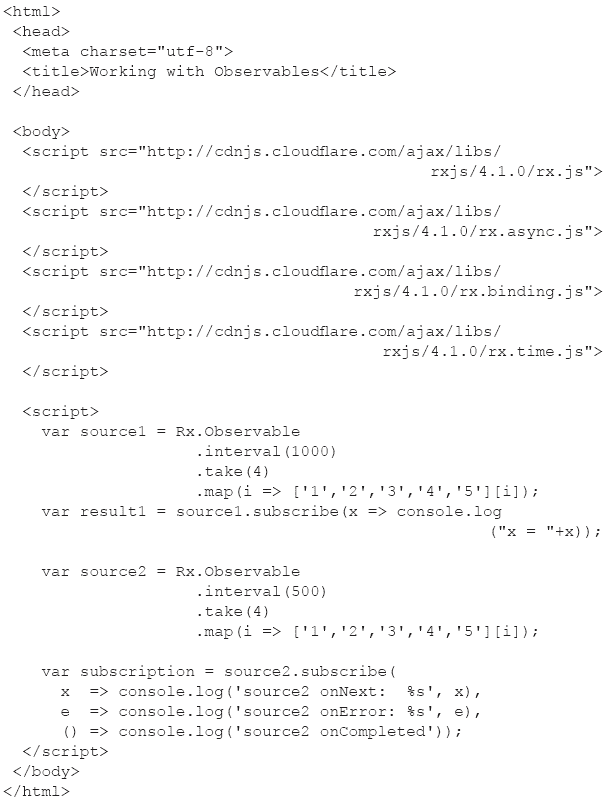 <html>
 <head>
  <meta charset="utf-8">
  <title>Working with Observables</title>
 </head>

 <body>
  <script src="http://cdnjs.cloudflare.com/ajax/libs/
                                            rxjs/4.1.0/rx.js">
  </script>
  <script src="http://cdnjs.cloudflare.com/ajax/libs/
                                      rxjs/4.1.0/rx.async.js">
  </script>
  <script src="http://cdnjs.cloudflare.com/ajax/libs/
                                    rxjs/4.1.0/rx.binding.js">
  </script>
  <script src="http://cdnjs.cloudflare.com/ajax/libs/
                                       rxjs/4.1.0/rx.time.js">
  </script>

  <script>
    var source1 = Rx.Observable
                    .interval(1000)
                    .take(4)
                    .map(i => ['1','2','3','4','5'][i]);
    var result1 = source1.subscribe(x => console.log
                                                  ("x = "+x));

    var source2 = Rx.Observable
                    .interval(500)
                    .take(4)
                    .map(i => ['1','2','3','4','5'][i]);

    var subscription = source2.subscribe(
      x  => console.log('source2 onNext:  %s', x),
      e  => console.log('source2 onError: %s', e),
      () => console.log('source2 onCompleted'));
  </script>
 </body>
</html>